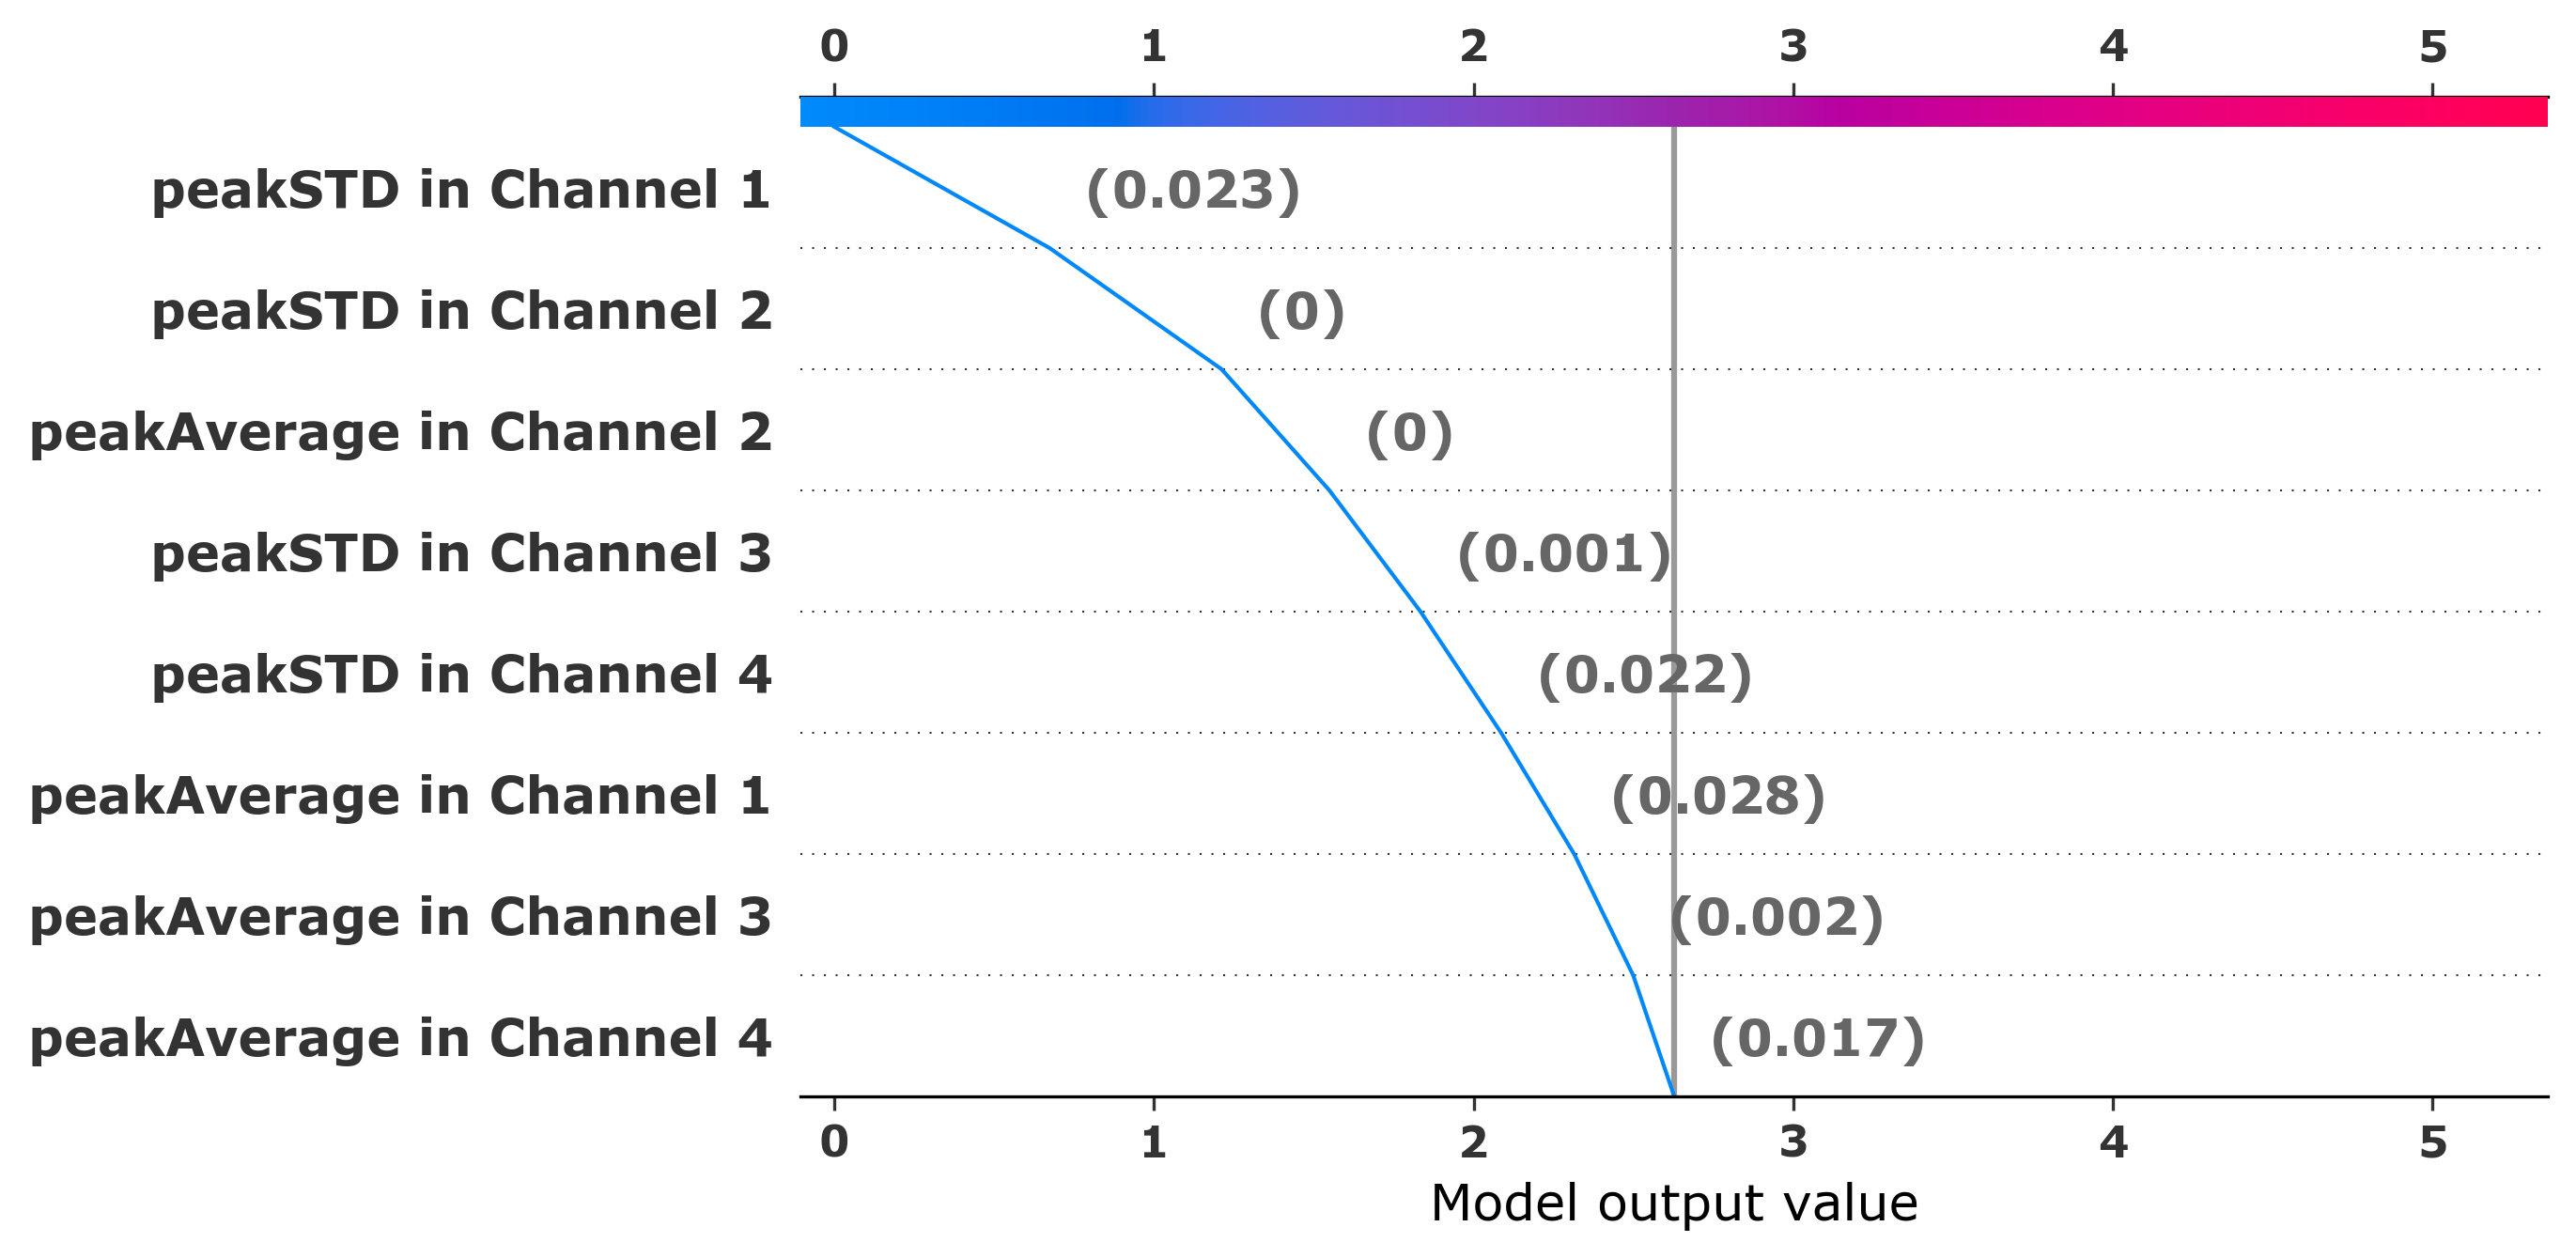 0 1 2 3 4 5
peakSTD in Channel 1 (0.023)
peakSTD in Channel 2 (0)
peakAverage in Channel 2 (0)
peakSTD in Channel 3 (0.001)
peakSTD in Channel 4 (0.022)
peakAverage in Channel 1 (0.028)
peakAverage in Channel 3 (0.002)
peakAverage in Channel 4 (0.017)
0 1 2 3 4 5
Model output value